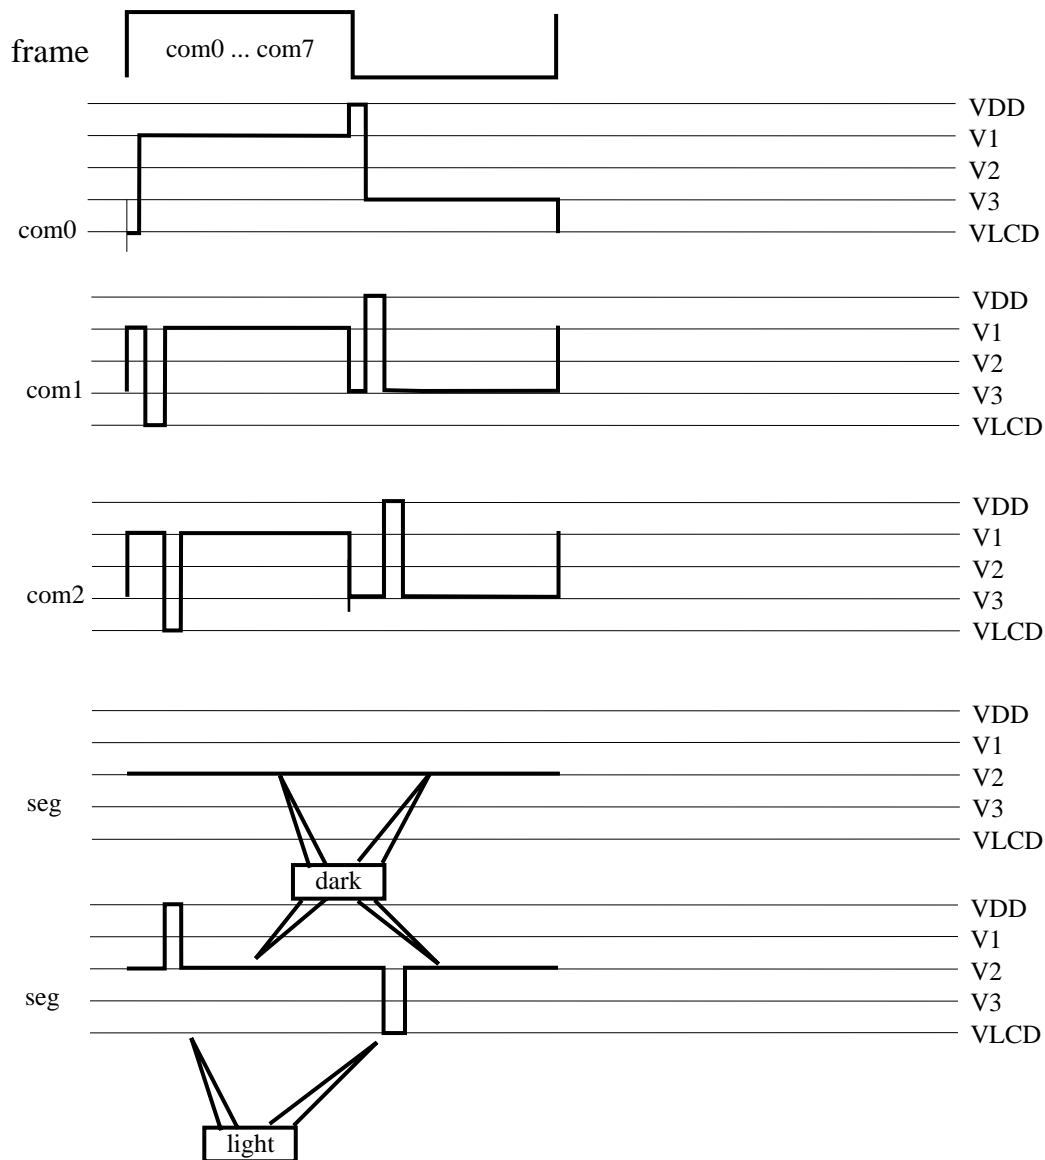 frame
com0 ... com7
VDD
V1
V2
V3
com0
VLCD
VDD
V1
V2
com1
V3
VLCD
VDD
V1
V2
com2
V3
VLCD
VDD
V1
V2
seg
V3
VLCD
dark
VDD
V1
V2
seg
V3
VLCD
light